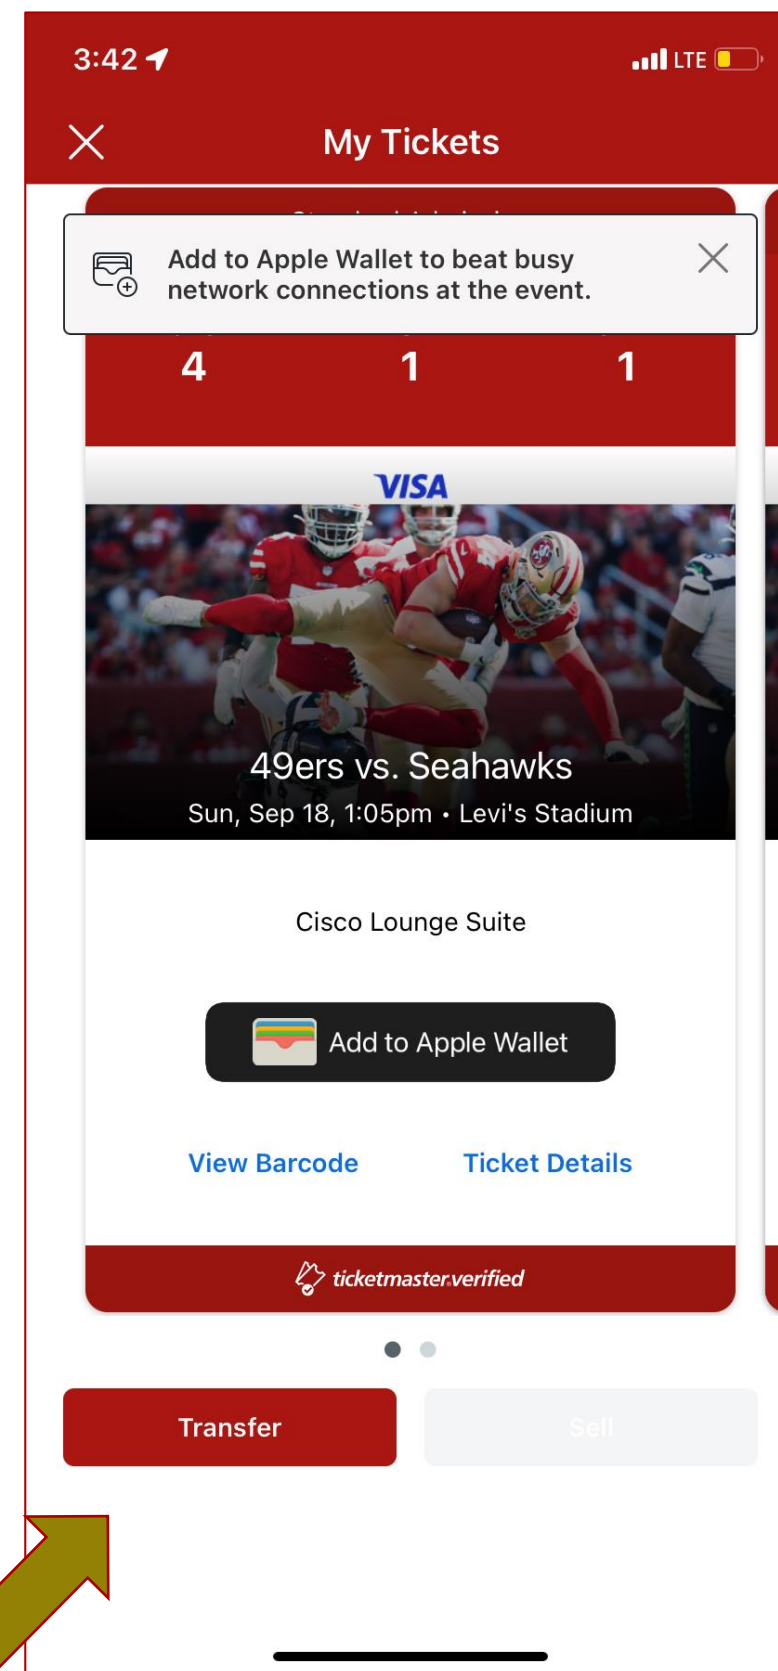 3:42
LTE
My Tickets
Add to Apple Wallet to beat busy
network connections at the event.
4 1 1
VISA
49ers vs. Seahawks
Sun, Sep 18, 1:05pm • Levi's Stadium
Cisco Lounge Suite
Add to Apple Wallet
View Barcode Ticket Details
ticketmaster.verified
Transfer Sell